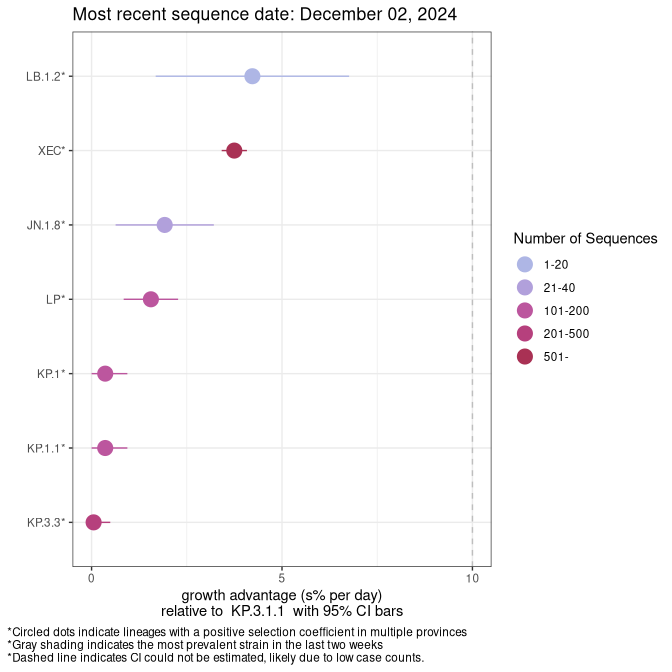 Most recent sequence date: December 02, 2024
LB.1.2*
XEC*
JN.1.8*
LP*
KP.1*
KP.1.1*
KP.3.3*
0
5
10
growth advantage (s% per day)
relative to KP.3.1.1 with 95% CI bars
Number of Sequences
1-20
21-40
101-200
201-500
501-
*Circled dots indicate lineages with a positive selection coefficient in multiple provinces
*Gray shading indicates the most prevalent strain in the last two weeks
*Dashed line indicates CI could not be estimated, likely due to low case counts.